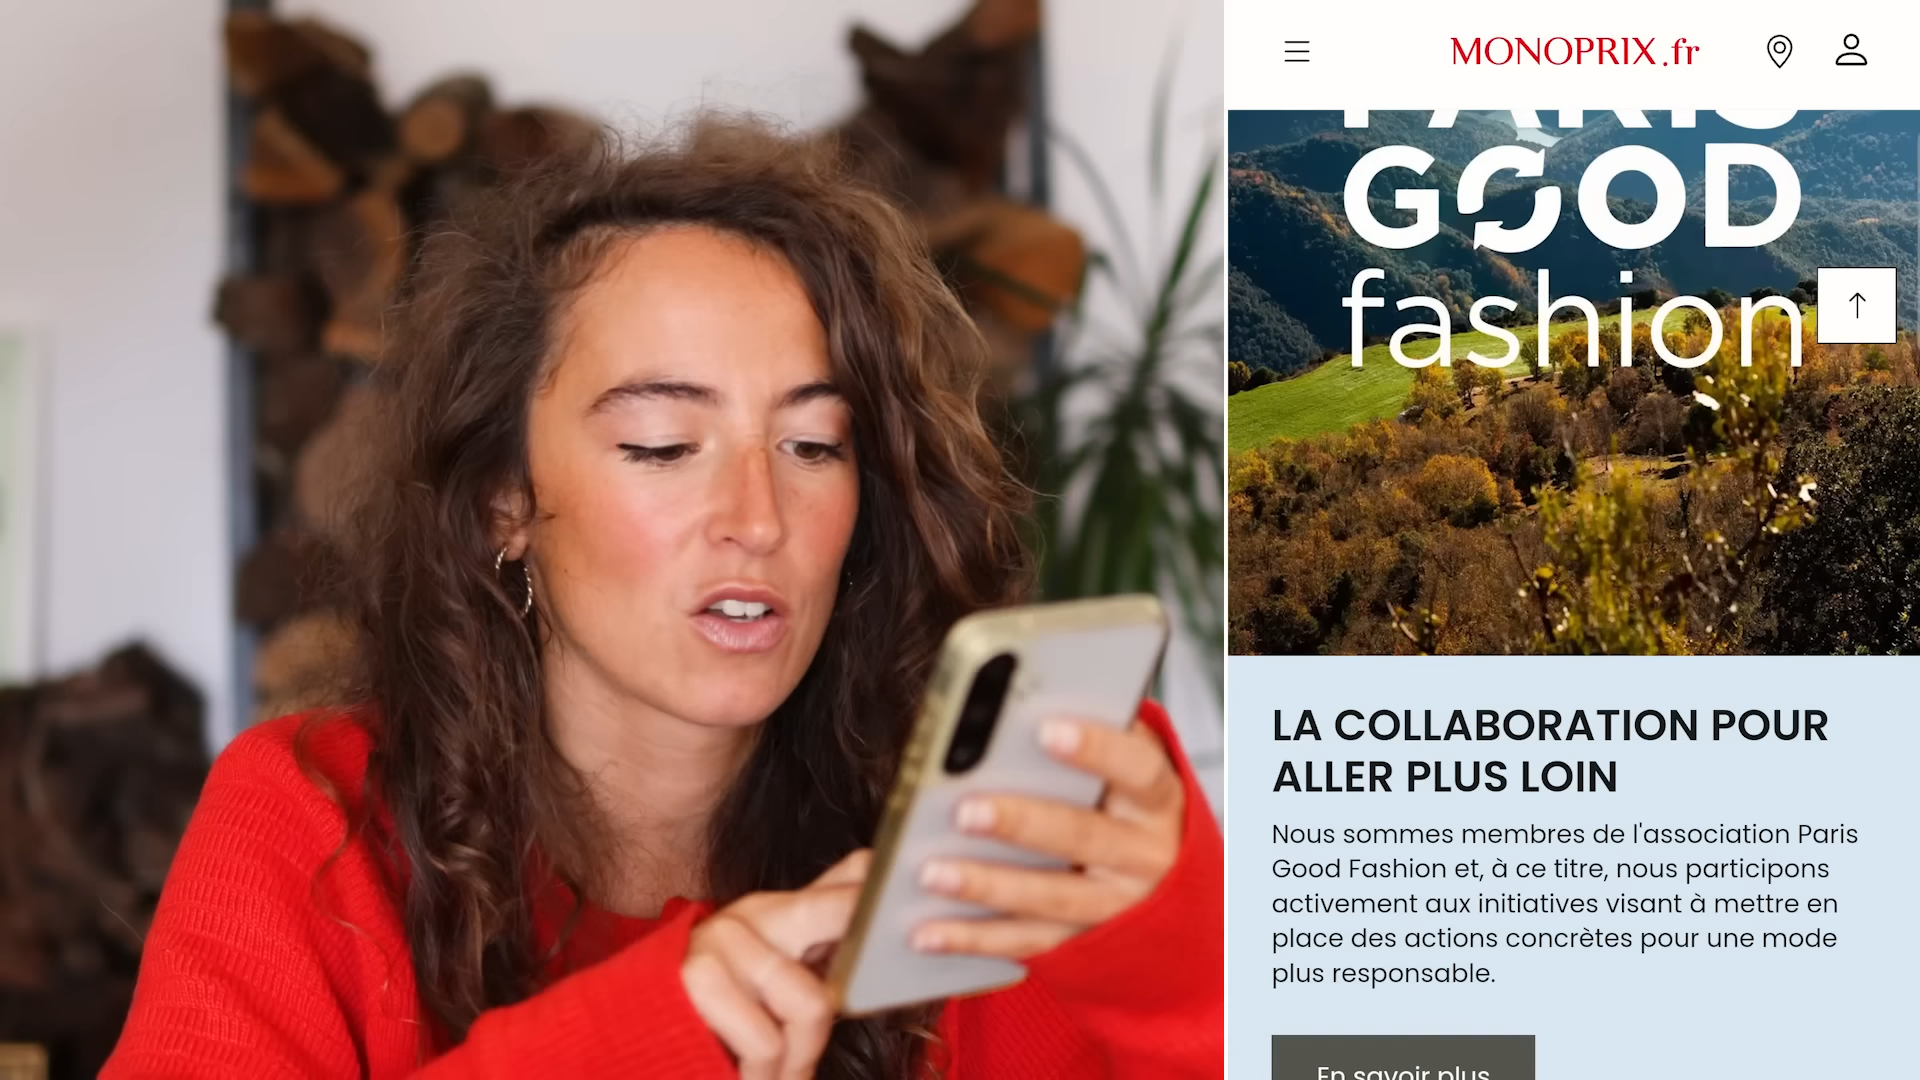 MONOPRIX.fr
PARIS
GOOD
fashion
LA COLLABORATION POUR
ALLER PLUS LOIN
Nous sommes membres de l'association Paris
Good Fashion et, à ce titre, nous participons
activement aux initiatives visant à mettre en
place des actions concrètes pour une mode
plus responsable.
En savoir plus